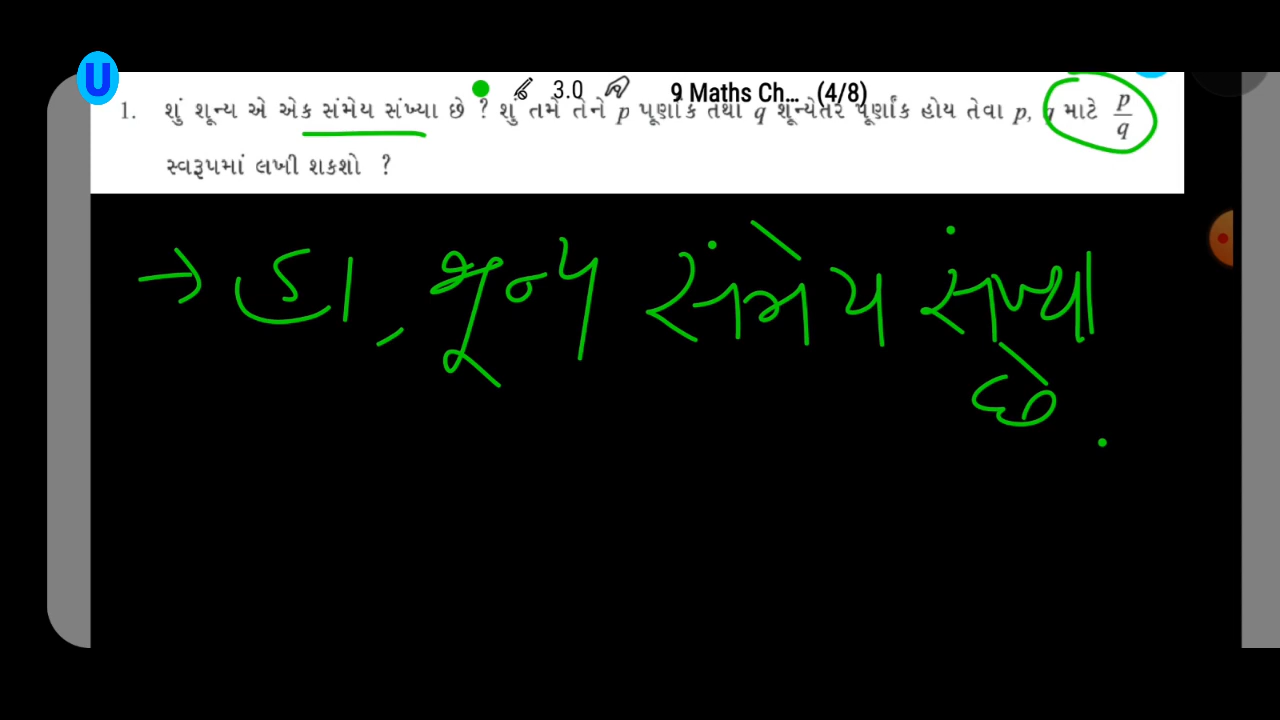 U
3.0 9 Maths Ch... (4/8)
1. શું શૂન્ય એ એક સંમેય સંખ્યા છે ? શું તમે તેને p પૂર્ણાંક તથા q શૂન્યેતર પૂર્ણાંક હોય તેવા p, q માટે p/q
સ્વરૂપમાં લખી શકશો ?
→ હા, શૂન્ય સંમેય સંખ્યા
છે.